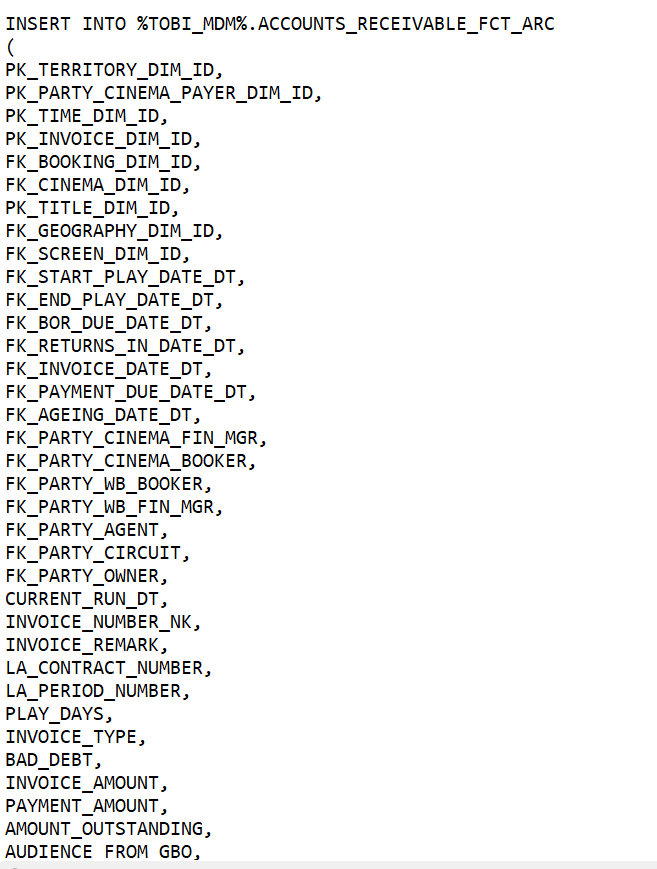 INSERT INTO %TOBI_MDM%.ACCOUNTS_RECEIVABLE_FCT_ARC
(
PK_TERRITORY_DIM_ID,
PK_PARTY_CINEMA_PAYER_DIM_ID,
PK_TIME_DIM_ID,
PK_INVOICE_DIM_ID,
FK_BOOKING_DIM_ID,
FK_CINEMA_DIM_ID,
PK_TITLE_DIM_ID,
FK_GEOGRAPHY_DIM_ID,
FK_SCREEN_DIM_ID,
FK_START_PLAY_DATE_DT,
FK_END_PLAY_DATE_DT,
FK_BOR_DUE_DATE_DT,
FK_RETURNS_IN_DATE_DT,
FK_INVOICE_DATE_DT,
FK_PAYMENT_DUE_DATE_DT,
FK_AGEING_DATE_DT,
FK_PARTY_CINEMA_FIN_MGR,
FK_PARTY_CINEMA_BOOKER,
FK_PARTY_WB_BOOKER,
FK_PARTY_WB_FIN_MGR,
FK_PARTY_AGENT,
FK_PARTY_CIRCUIT,
FK_PARTY_OWNER,
CURRENT_RUN_DT,
INVOICE_NUMBER_NK,
INVOICE_REMARK,
LA_CONTRACT_NUMBER,
LA_PERIOD_NUMBER,
PLAY_DAYS,
INVOICE_TYPE,
BAD_DEBT,
INVOICE_AMOUNT,
PAYMENT_AMOUNT,
AMOUNT_OUTSTANDING,
AUDIENCE_FROM_GBO,